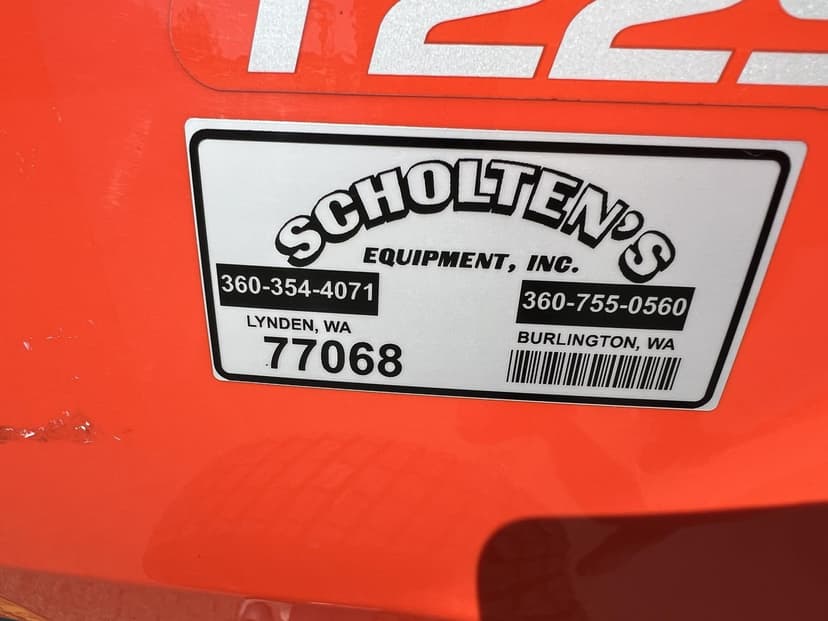 SCHOLTEN'S
EQUIPMENT, INC.
360-354-4071
LYNDEN, WA
77068
360-755-0560
BURLINGTON, WA